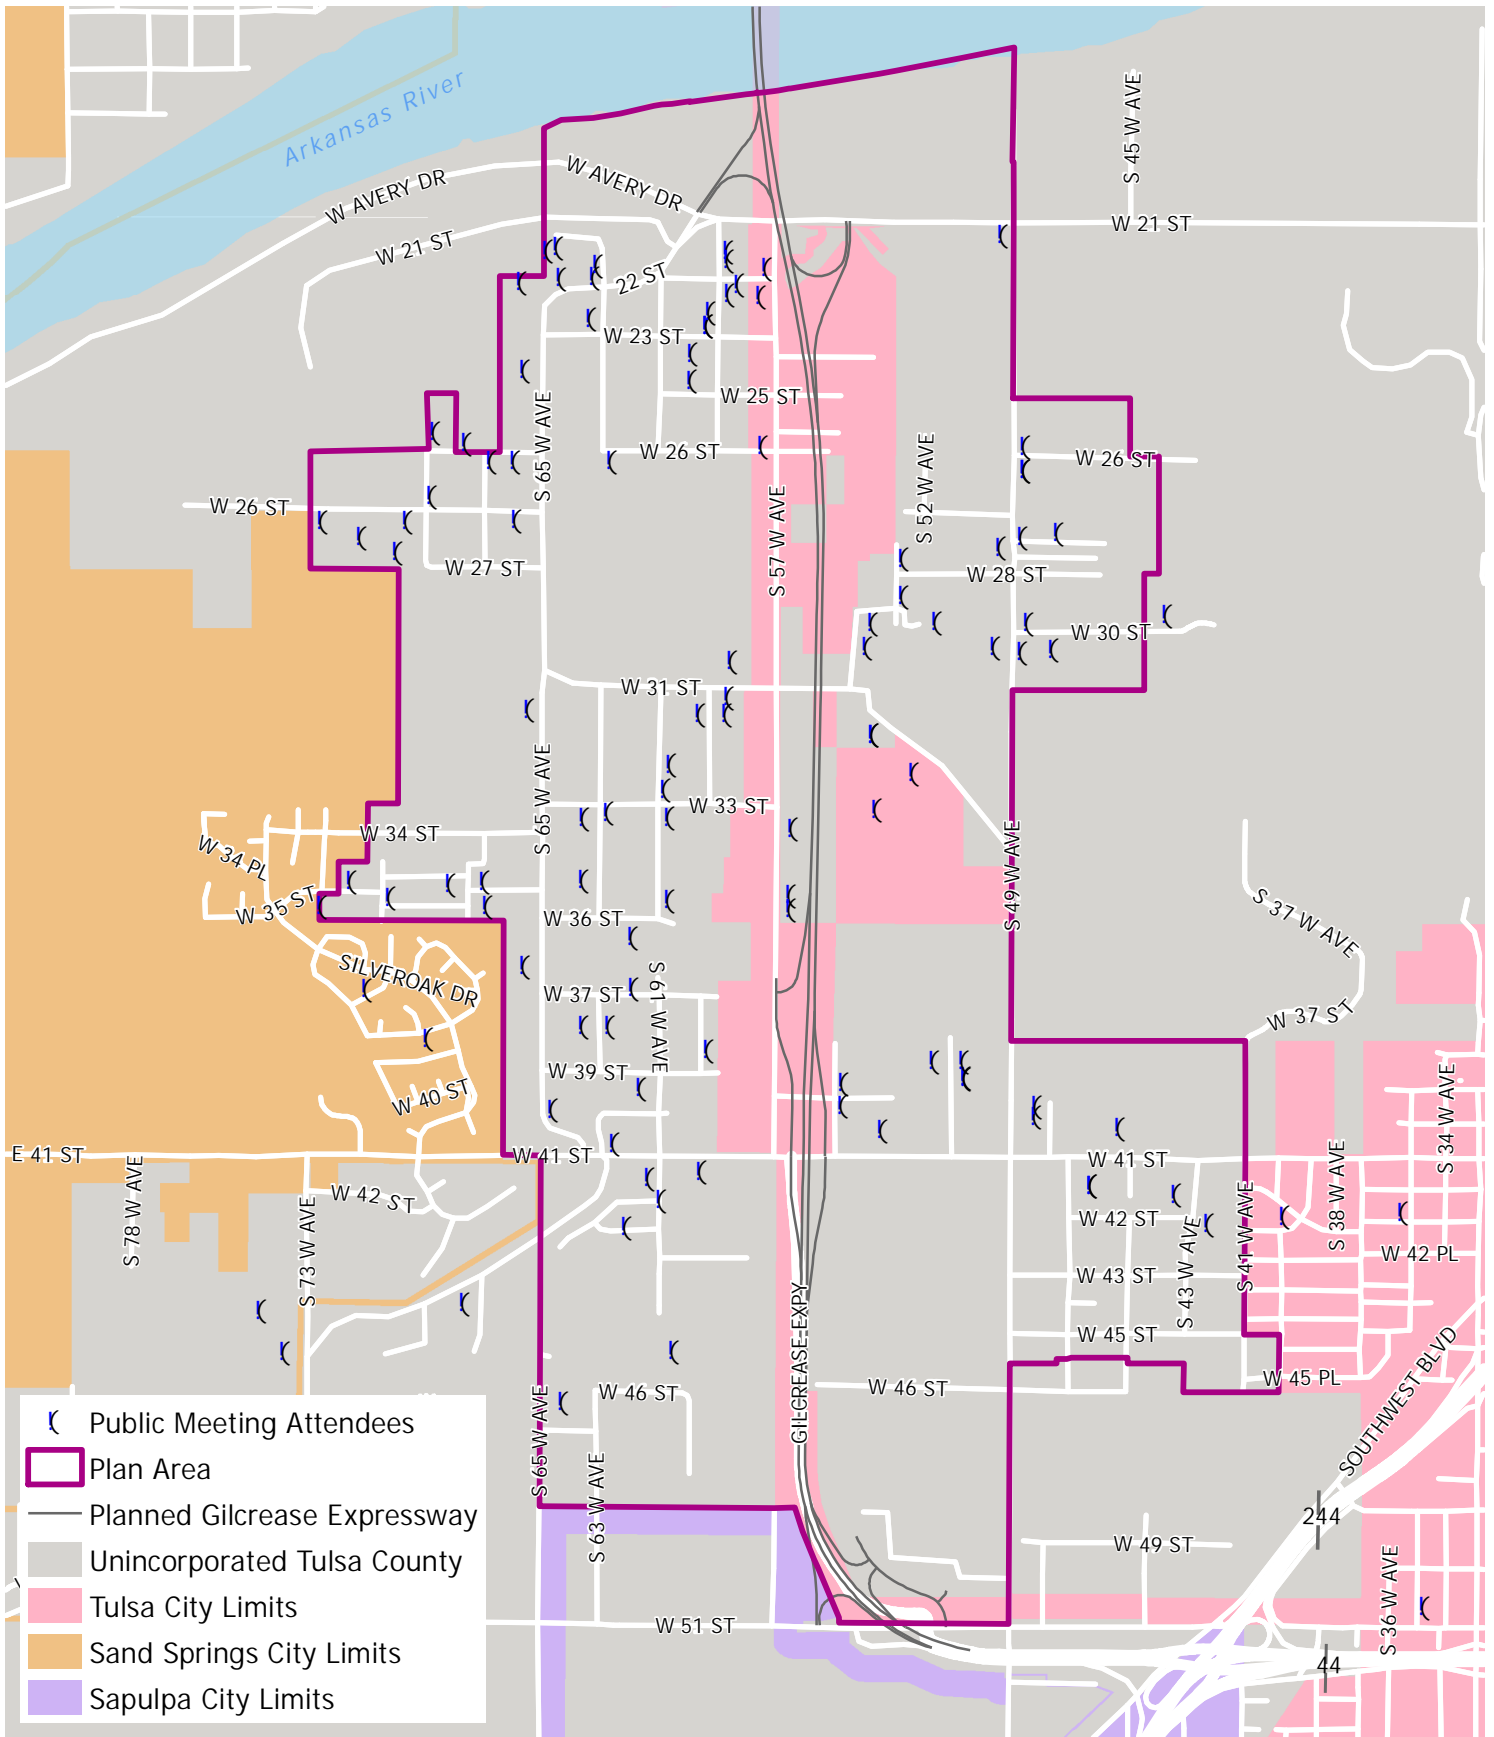 Arkansas River
S 45 W AVE
W AVERY DR
W AVERY DR
W 21 ST
W 21 ST
22 ST
W 23 ST
W 25 ST
S 65 W AVE
W 26 ST
S 52 W AVE
W 26 ST
W 26 ST
S 57 W AVE
W 27 ST
W 28 ST
W 30 ST
W 31 ST
S 65 W AVE
W 33 ST
W 34 ST
W 34 PL
S 49 W AVE
W 35 ST
W 36 ST
S 37 W AVE
SILVEROAK DR
S 61 W AVE
W 37 ST
W 37 ST
W 39 ST
W 40 ST
S 34 W AVE
E 41 ST
W 41 ST
W 41 ST
S 78 W AVE
S 73 W AVE
W 42 ST
W 42 ST
S 43 W AVE
S 41 W AVE
S 38 W AVE
W 42 PL
W 43 ST
GILCREASE EXPY
W 45 ST
SOUTHWEST BLVD
W 45 PL
W 46 ST
W 46 ST
S 65 W AVE
S 63 W AVE
244
W 49 ST
S 36 W AVE
W 51 ST
44
Public Meeting Attendees
Plan Area
Planned Gilcrease Expressway
Unincorporated Tulsa County
Tulsa City Limits
Sand Springs City Limits
Sapulpa City Limits